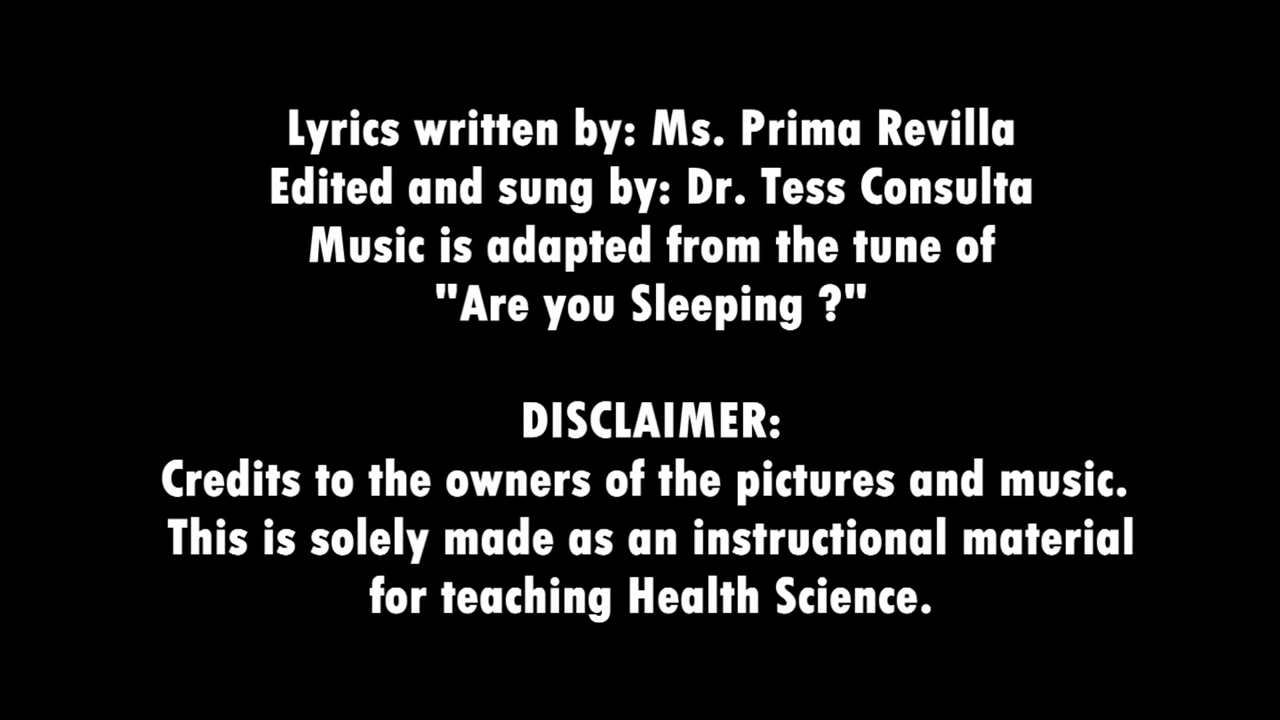 Lyrics written by: Ms. Prima Revilla
Edited and sung by: Dr. Tess Consulta
Music is adapted from the tune of
"Are you Sleeping ?"
DISCLAIMER:
Credits to the owners of the pictures and music.
This is solely made as an instructional material
for teaching Health Science.